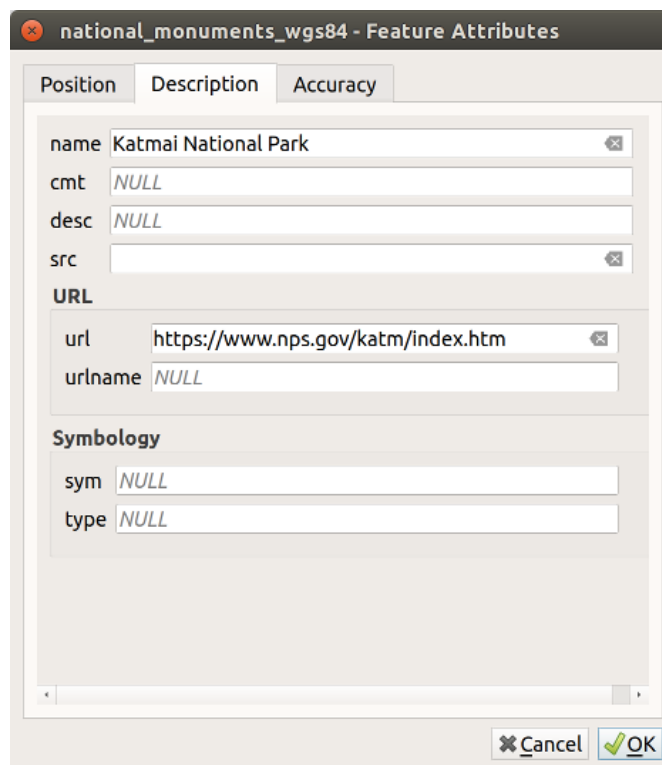 national_monuments_wgs84 - Feature Attributes
Position Description Accuracy
name Katmai National Park
cmt NULL
desc NULL
src
URL
url https://www.nps.gov/katm/index.htm
urlname NULL
Symbology
sym NULL
type NULL
Cancel OK